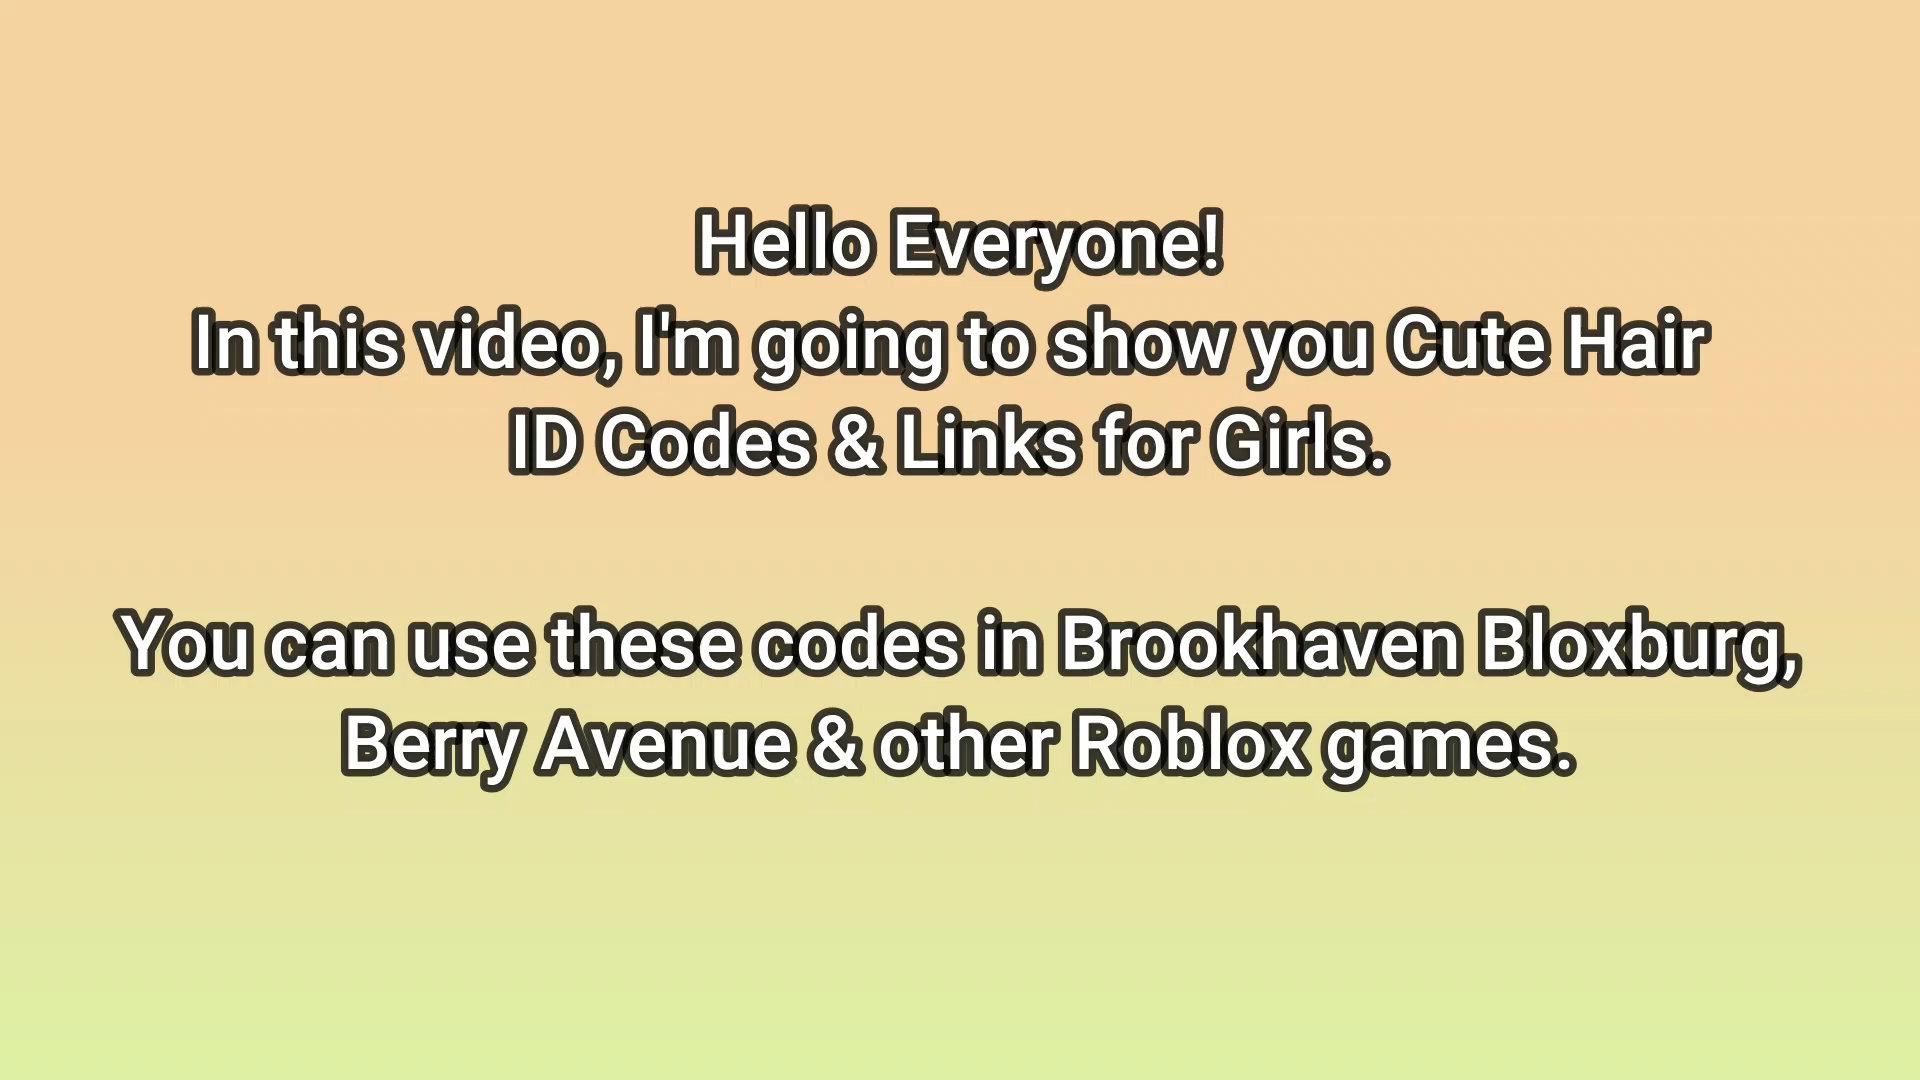 Hello Everyone!
In this video, I'm going to show you Cute Hair
ID Codes & Links for Girls.
You can use these codes in Brookhaven Bloxburg,
Berry Avenue & other Roblox games.